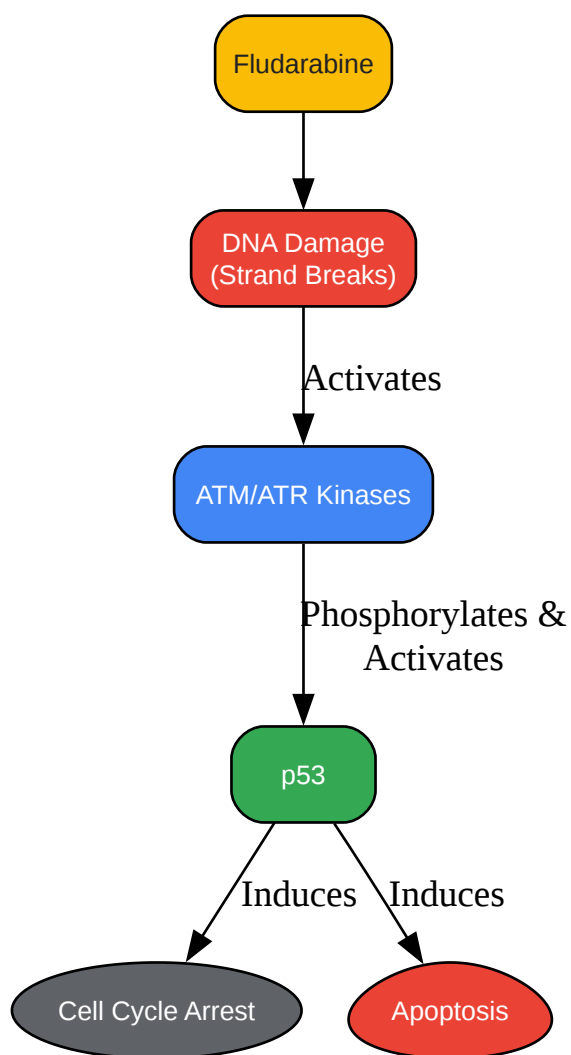 Fludarabine
DNA Damage
(Strand Breaks)
Activates
ATM/ATR Kinases
Phosphorylates &
Activates
p53
Induces
Induces
Cell Cycle Arrest
Apoptosis